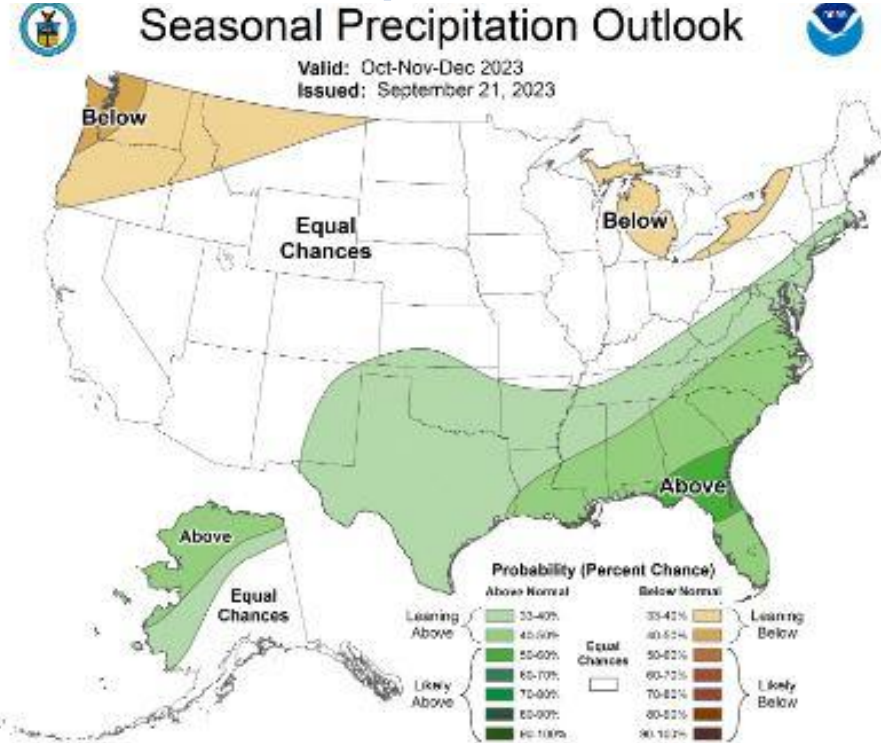 Seasonal Precipitation Outlook
Valid: Oct-Nov-Dec 2023
Issued: September 21, 2023
Below
Equal
Chances
Below
Above
Above
Equal
Chances
Probability (Percent Chance)
Above Normal
Below Normal
Leaning
Above
33-40%
40-50%
Likely
Above
50-60%
60-70%
70-80%
80-90%
90-100%
Equal
Chances
33-40%
40-50%
Leaning
Below
50-60%
60-70%
70-80%
80-90%
90-100%
Likely
Below